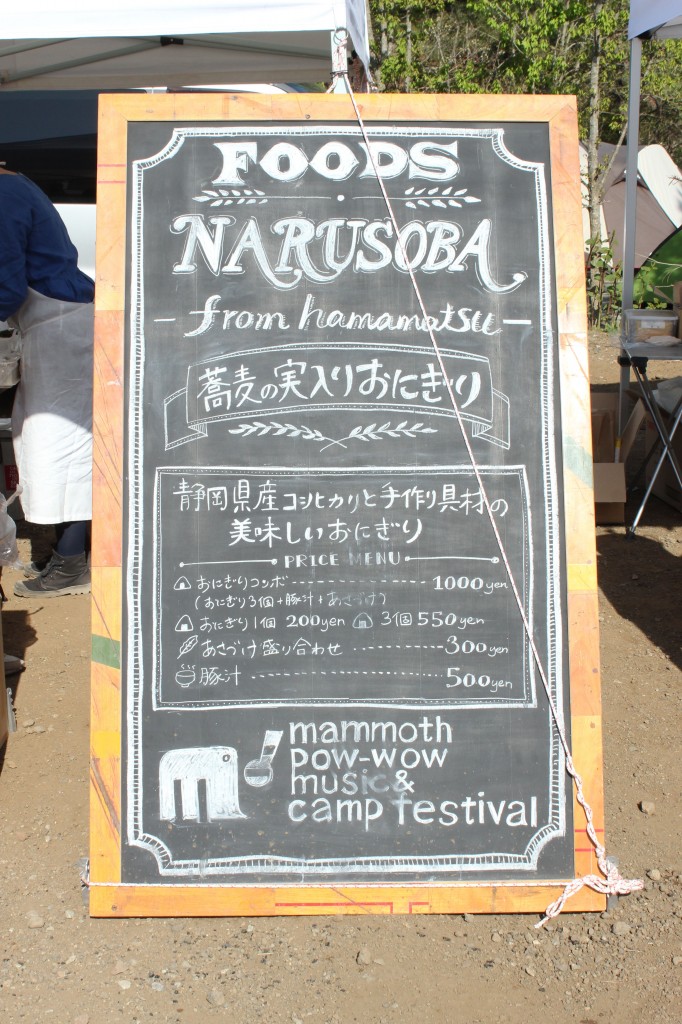 FOODS
NARUSOBA
- from hamamatsu -
蕎麦の実入りおにぎり
静岡県産コシヒカリと手作り具材の
美味しいおにぎり
PRICE MENU
おにぎりコンボ 1000yen
(おにぎり3個+豚汁+あさづけ)
おにぎり1個 200yen 3個 550yen
あさづけ盛り合わせ 300yen
豚汁 500yen
mammoth
pow-wow
music&
camp festival